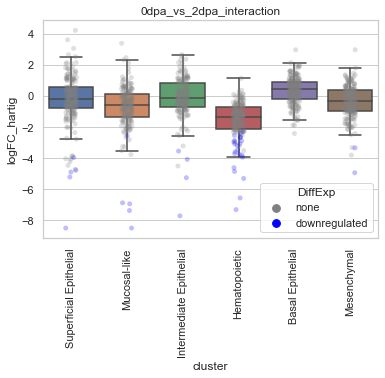 0dpa_vs_2dpa_interaction
logFC_hartig
4
2
0
−2
−4
−6
−8
DiffExp
none
downregulated
Superficial Epithelial
Mucosal-like
Intermediate Epithelial
Hematopoietic
Basal Epithelial
Mesenchymal
cluster